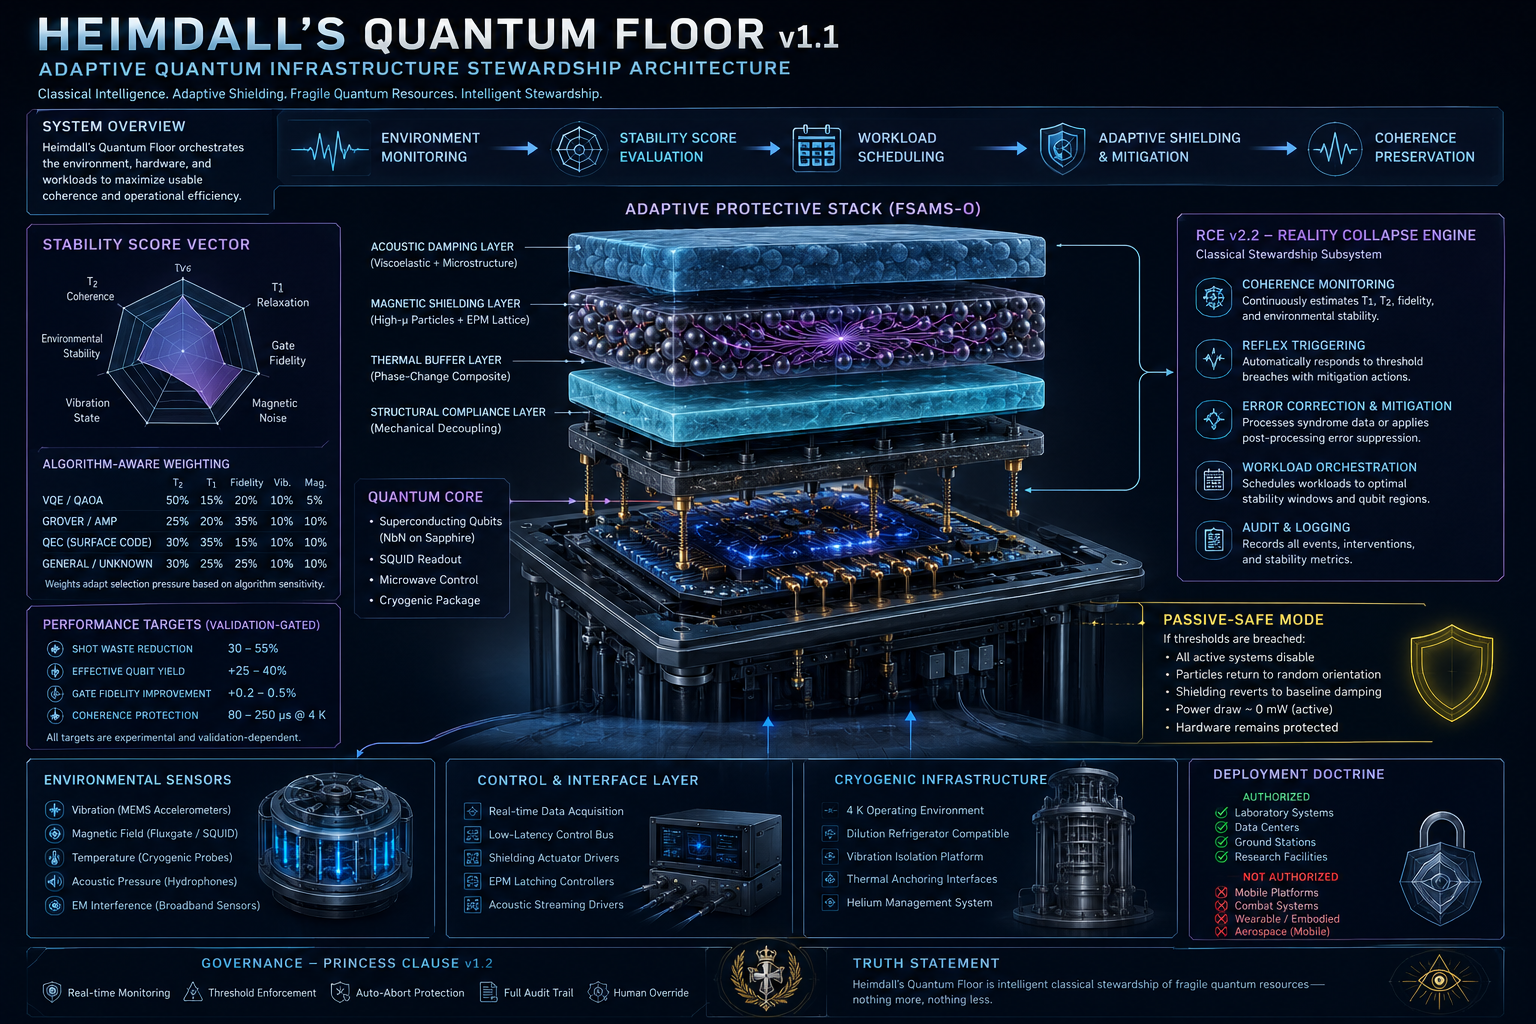 HEIMDALL'S QUANTUM FLOOR v1.1
ADAPTIVE QUANTUM INFRASTRUCTURE STEWARDSHIP ARCHITECTURE
Classical Intelligence. Adaptive Shielding. Fragile Quantum Resources. Intelligent Stewardship.
SYSTEM OVERVIEW
Heimdall's Quantum Floor orchestrates
the environment, hardware, and
workloads to maximize usable
coherence and operational efficiency.
ENVIRONMENT
MONITORING
STABILITY SCORE
EVALUATION
WORKLOAD
SCHEDULING
ADAPTIVE SHIELDING
& MITIGATION
COHERENCE
PRESERVATION
STABILITY SCORE VECTOR
T₂
Coherence
T₁
Relaxation
Environmental
Stability
Gate
Fidelity
Vibration
State
Magnetic
Noise
ALGORITHM-AWARE WEIGHTING
T₂ T₁ Fidelity Vib. Mag.
VQE / QAOA 50% 15% 20% 10% 5%
GROVER / AMP 25% 20% 35% 10% 10%
QEC (SURFACE CODE) 30% 35% 15% 10% 10%
GENERAL / UNKNOWN 30% 25% 25% 10% 10%
Weights adapt selection pressure based on algorithm sensitivity.
PERFORMANCE TARGETS (VALIDATION-GATED)
SHOT WASTE REDUCTION 30 – 55%
EFFECTIVE QUBIT YIELD +25 – 40%
GATE FIDELITY IMPROVEMENT +0.2 – 0.5%
COHERENCE PROTECTION 80 – 250 μs @ 4 K
All targets are experimental and validation-dependent.
ADAPTIVE PROTECTIVE STACK (FSAMS-O)
ACOUSTIC DAMPING LAYER
(Viscoelastic + Microstructure)
MAGNETIC SHIELDING LAYER
(High-μ Particles + EPM Lattice)
THERMAL BUFFER LAYER
(Phase-Change Composite)
STRUCTURAL COMPLIANCE LAYER
(Mechanical Decoupling)
QUANTUM CORE
• Superconducting Qubits
(NbN on Sapphire)
• SQUID Readout
• Microwave Control
• Cryogenic Package
RCE v2.2 – REALITY COLLAPSE ENGINE
Classical Stewardship Subsystem
COHERENCE MONITORING
Continuously estimates T₁, T₂, fidelity,
and environmental stability.
REFLEX TRIGGERING
Automatically responds to threshold
breaches with mitigation actions.
ERROR CORRECTION & MITIGATION
Processes syndrome data or applies
post-processing error suppression.
WORKLOAD ORCHESTRATION
Schedules workloads to optimal
stability windows and qubit regions.
AUDIT & LOGGING
Records all events, interventions,
and stability metrics.
PASSIVE-SAFE MODE
If thresholds are breached:
• All active systems disable
• Particles return to random orientation
• Shielding reverts to baseline damping
• Power draw ~ 0 mW (active)
• Hardware remains protected
ENVIRONMENTAL SENSORS
Vibration (MEMS Accelerometers)
Magnetic Field (Fluxgate / SQUID)
Temperature (Cryogenic Probes)
Acoustic Pressure (Hydrophones)
EM Interference (Broadband Sensors)
CONTROL & INTERFACE LAYER
Real-time Data Acquisition
Low-Latency Control Bus
Shielding Actuator Drivers
EPM Latching Controllers
Acoustic Streaming Drivers
CRYOGENIC INFRASTRUCTURE
4 K Operating Environment
Dilution Refrigerator Compatible
Vibration Isolation Platform
Thermal Anchoring Interfaces
Helium Management System
DEPLOYMENT DOCTRINE
AUTHORIZED
Laboratory Systems
Data Centers
Ground Stations
Research Facilities
NOT AUTHORIZED
Mobile Platforms
Combat Systems
Wearable / Embodied
Aerospace (Mobile)
GOVERNANCE – PRINCESS CLAUSE v1.2
Real-time Monitoring
Threshold Enforcement
Auto-Abort Protection
Full Audit Trail
Human Override
TRUTH STATEMENT
Heimdall's Quantum Floor is intelligent classical stewardship of fragile quantum resources—
nothing more, nothing less.